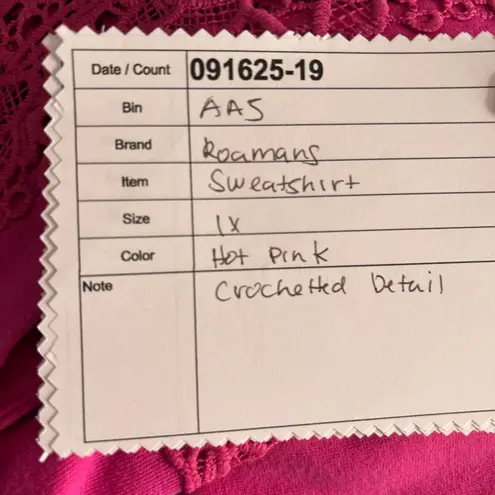 Date / Count 091625-19
Bin AA5
Brand Roamans
Item Sweatshirt
Size 1X
Color Hot Pink
Note Crochetted Detail